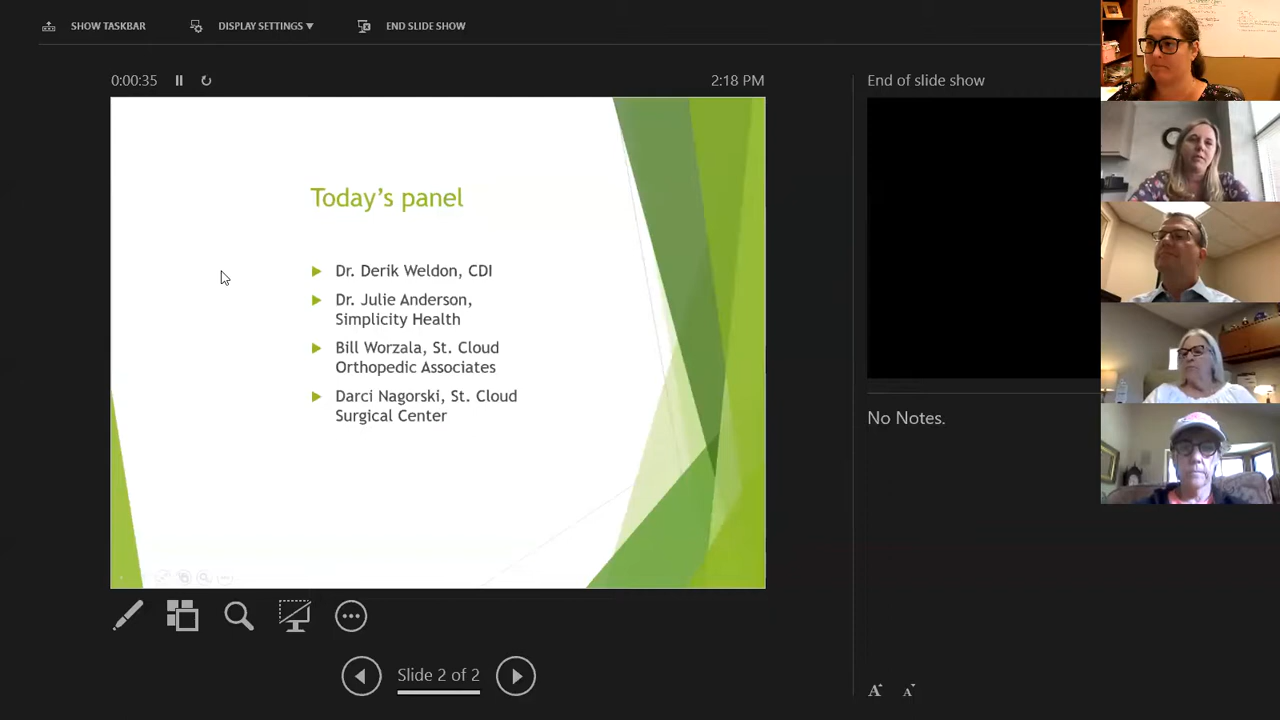 SHOW TASKBAR
DISPLAY SETTINGS ▼
END SLIDE SHOW
0:00:35
2:18 PM
End of slide show
Today's panel
Dr. Derik Weldon, CDI
Dr. Julie Anderson,
Simplicity Health
Bill Worzala, St. Cloud
Orthopedic Associates
Darci Nagorski, St. Cloud
Surgical Center
No Notes.
Slide 2 of 2
A
A